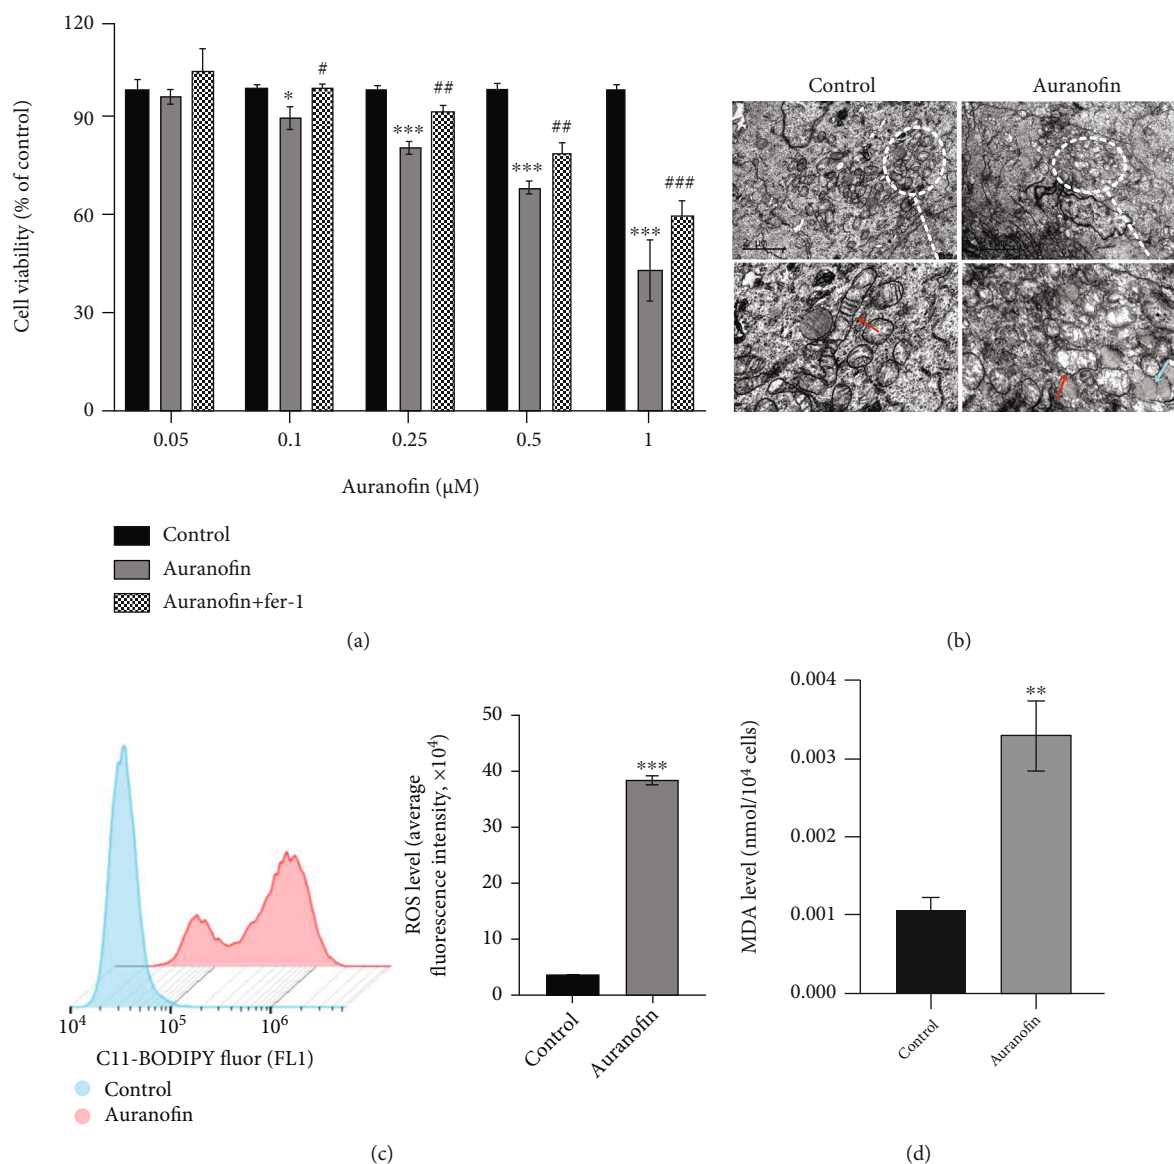 120
90
60
30
0
Cell viability (% of control)
*
#
***
##
***
##
***
###
0.05 0.1 0.25 0.5 1
Auranofin (μM)
Control
Auranofin
Auranofin+fer-1
(a)
Control Auranofin
(b)
10⁴ 10⁵ 10⁶
C11-BODIPY fluor (FL1)
Control
Auranofin
50
40
30
20
10
0
ROS level (average
fluorescence intensity, ×10⁴)
***
Control
Auranofin
(c)
0.004
0.003
0.002
0.001
0.000
MDA level (nmol/10⁴ cells)
**
Control
Auranofin
(d)